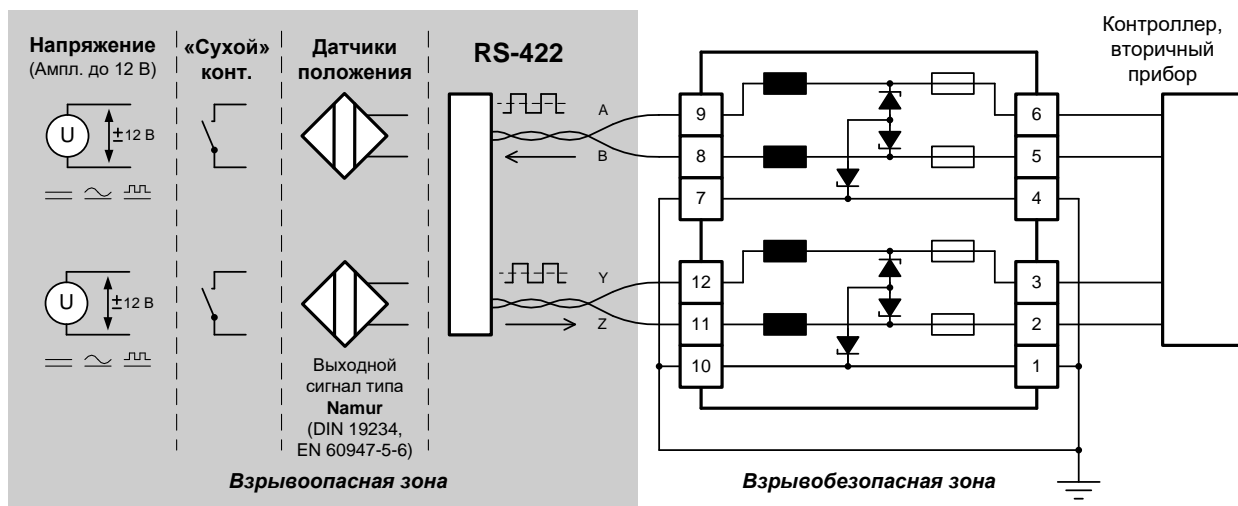 Напряжение
(Ампл. до 12 В)
«Сухой»
конт.
Датчики
положения
RS-422
Контроллер,
вторичный
прибор
U
±12 В
A
B
9
8
7
6
5
4
U
±12 В
Y
Z
12
11
10
3
2
1
Выходной
сигнал типа
Namur
(DIN 19234,
EN 60947-5-6)
Взрывоопасная зона
Взрывобезопасная зона